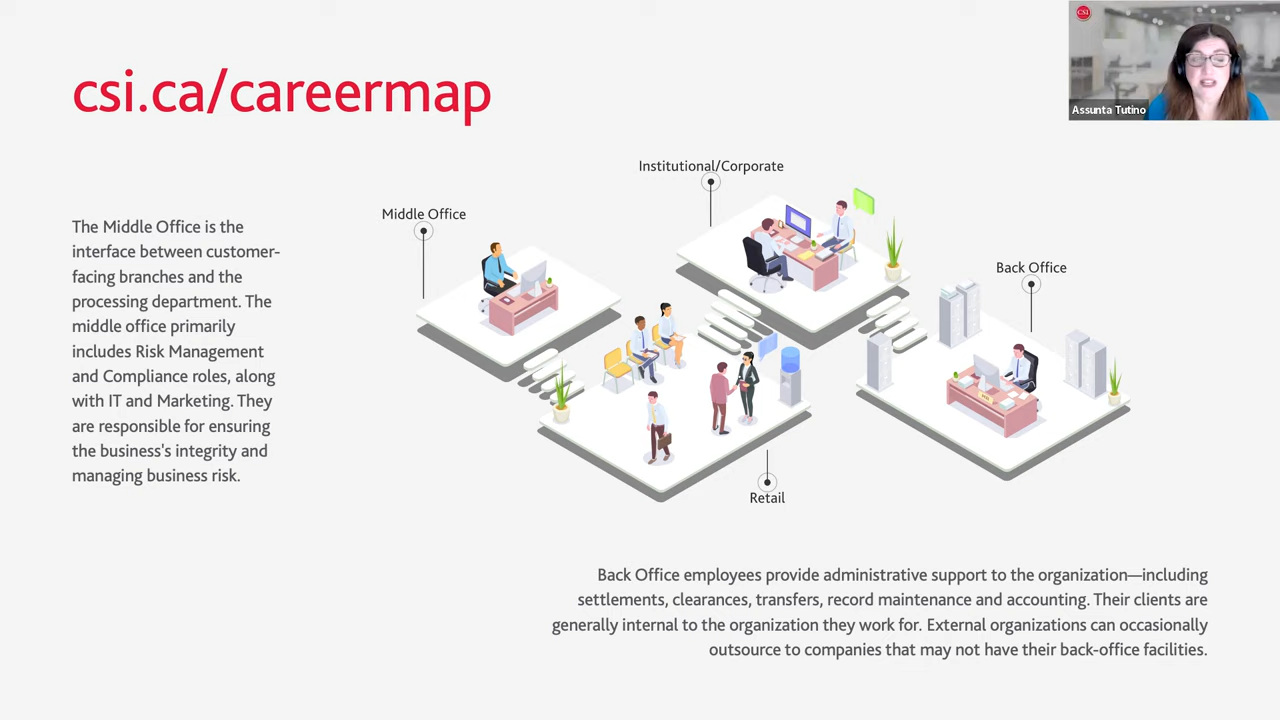 csi.ca/careermap
CSI
Assunta Tutino
Institutional/Corporate
Middle Office
Back Office
Retail
The Middle Office is the
interface between customer-
facing branches and the
processing department. The
middle office primarily
includes Risk Management
and Compliance roles, along
with IT and Marketing. They
are responsible for ensuring
the business's integrity and
managing business risk.
Back Office employees provide administrative support to the organization—including
settlements, clearances, transfers, record maintenance and accounting. Their clients are
generally internal to the organization they work for. External organizations can occasionally
outsource to companies that may not have their back-office facilities.